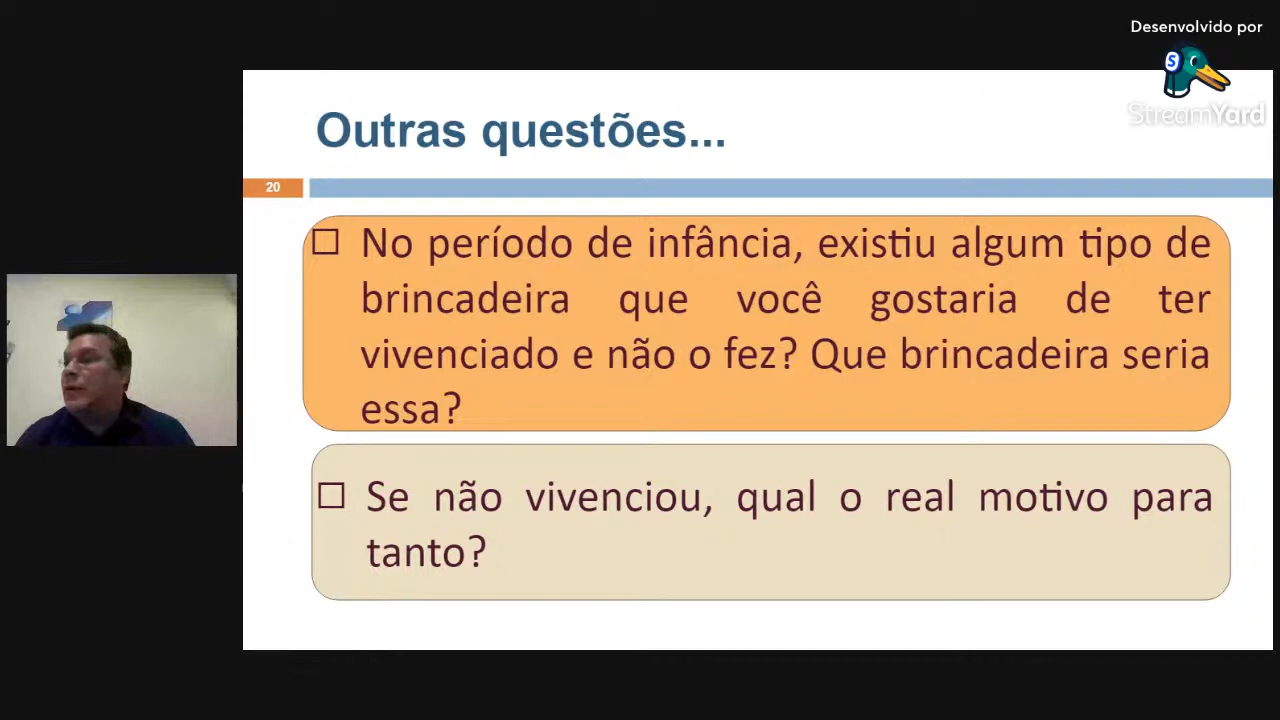 Desenvolvido por
S
StreamYard
Outras questões...
20
□ No período de infância, existiu algum tipo de
brincadeira que você gostaria de ter
vivenciado e não o fez? Que brincadeira seria
essa?
□ Se não vivenciou, qual o real motivo para
tanto?